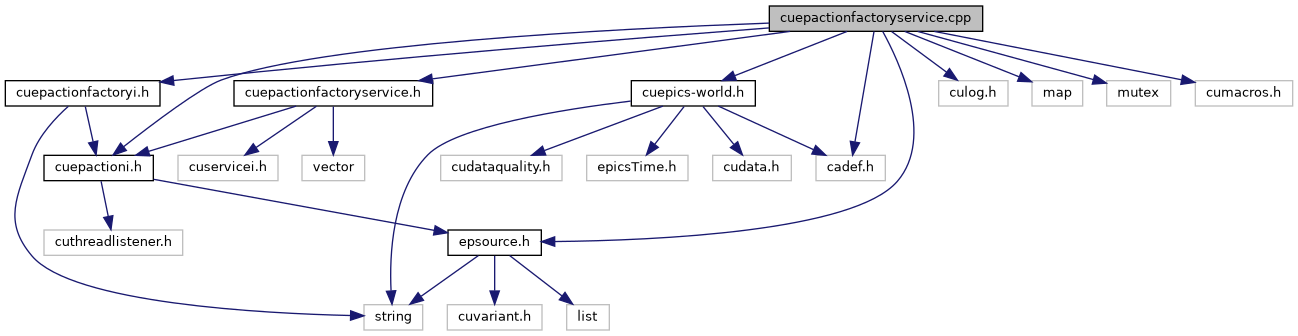 cuepactionfactoryservice.cpp
cuepactionfactoryi.h
cuepactionfactoryservice.h
cuepics-world.h
culog.h
map
mutex
cumacros.h
cuepactioni.h
cuservicei.h
vector
cudataquality.h
epicsTime.h
cudata.h
cadef.h
cuthreadlistener.h
epsource.h
string
cuvariant.h
list